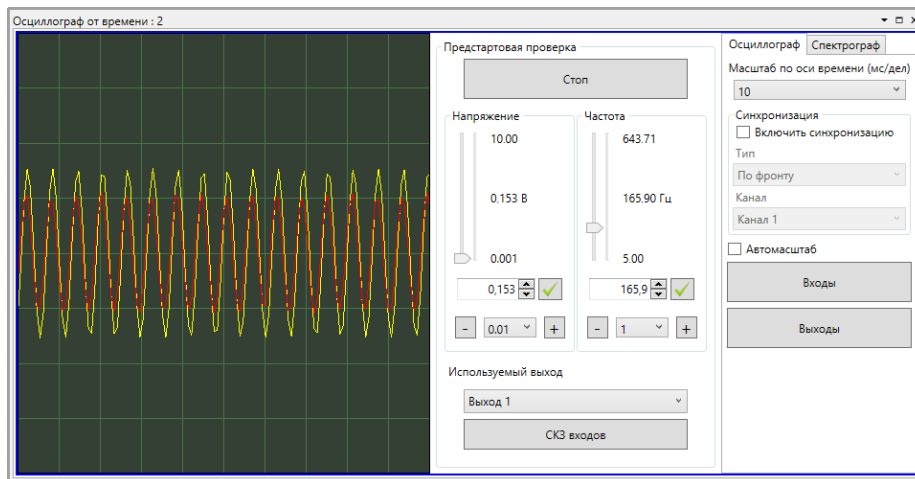 Осциллограф от времени : 2
Предстартовая проверка
Стоп
Напряжение
10.00
0.153 В
0.001
0,153
- 0.01 +
Частота
643.71
165.90 Гц
5.00
165,9
- 1 +
Используемый выход
Выход 1
СКЗ входов
Осциллограф Спектрограф
Масштаб по оси времени (мс/дел)
10
Синхронизация
Включить синхронизацию
Тип
По фронту
Канал
Канал 1
Автомасштаб
Входы
Выходы